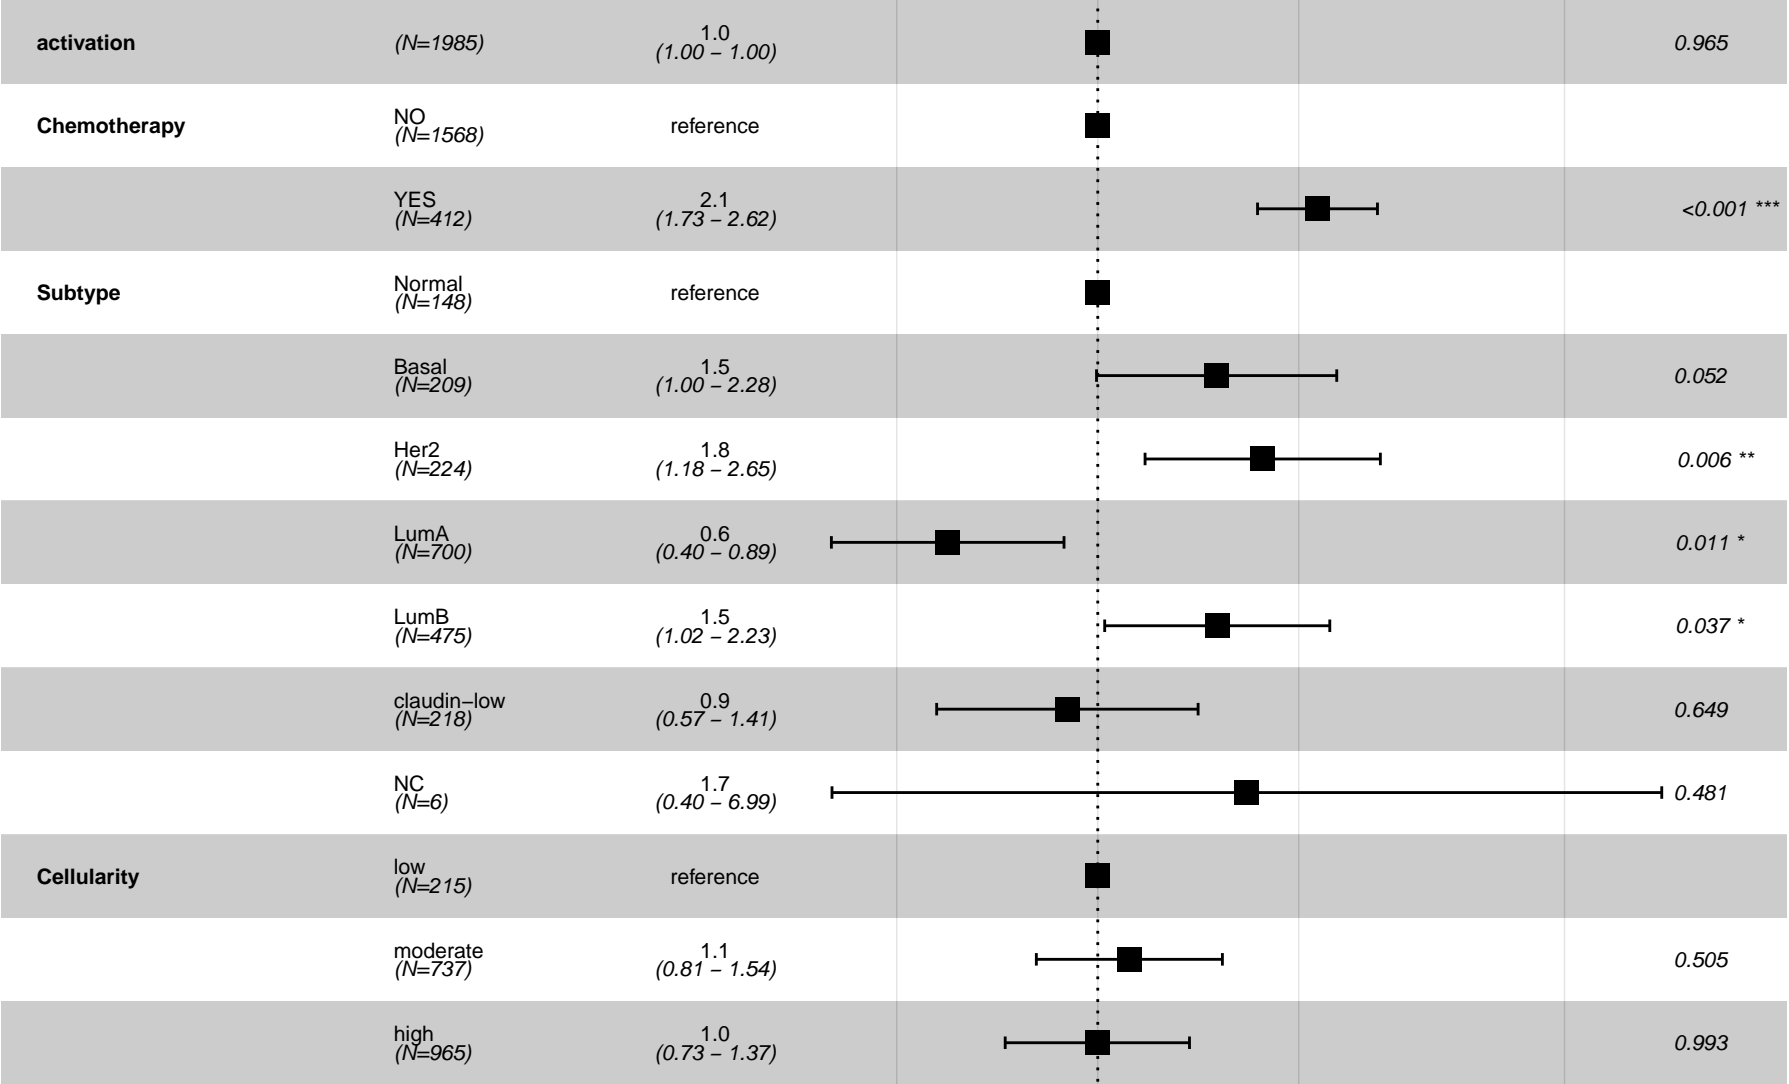 activation (N=1985) 1.0 0.965
(1.00 – 1.00)
Chemotherapy NO reference
(N=1568)
YES 2.1 <0.001 ***
(N=412) (1.73 – 2.62)
Subtype Normal reference
(N=148)
Basal 1.5 0.052
(N=209) (1.00 – 2.28)
Her2 1.8 0.006 **
(N=224) (1.18 – 2.65)
LumA 0.6 0.011 *
(N=700) (0.40 – 0.89)
LumB 1.5 0.037 *
(N=475) (1.02 – 2.23)
claudin–low 0.9 0.649
(N=218) (0.57 – 1.41)
NC 1.7 0.481
(N=6) (0.40 – 6.99)
Cellularity low reference
(N=215)
moderate 1.1 0.505
(N=737) (0.81 – 1.54)
high 1.0 0.993
(N=965) (0.73 – 1.37)